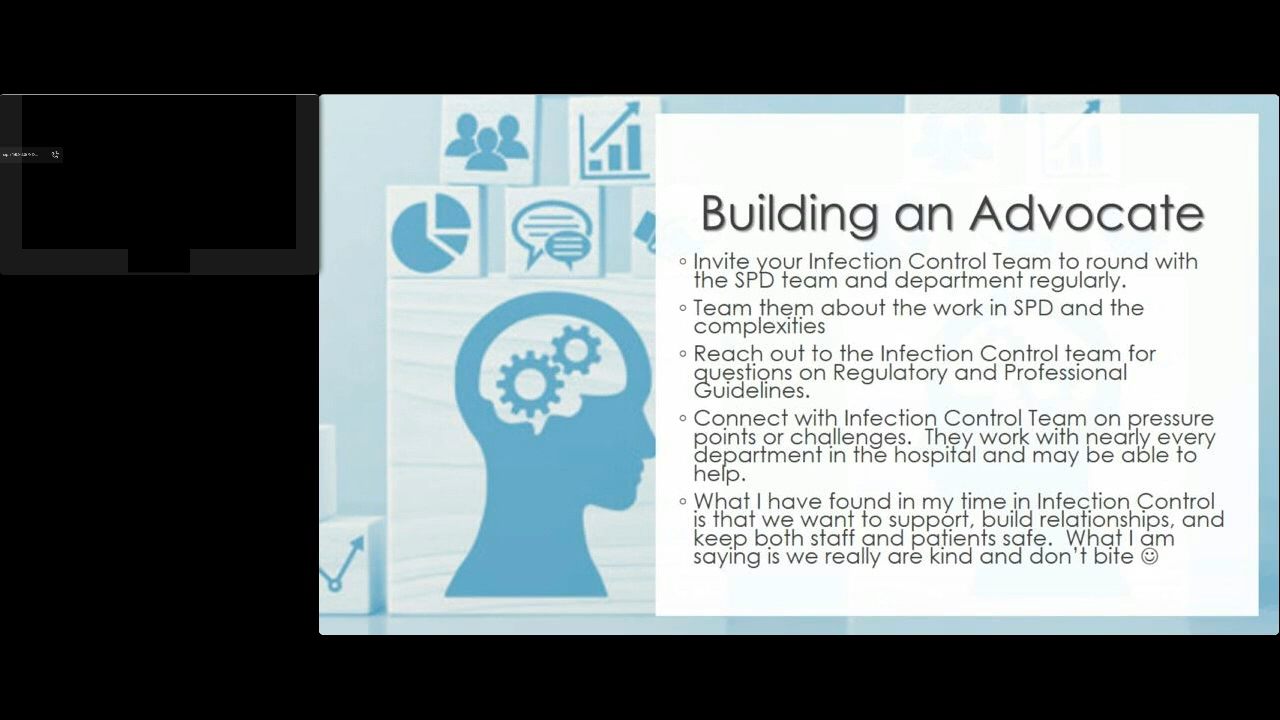 Building an Advocate
◦ Invite your Infection Control Team to round with
the SPD team and department regularly.
◦ Team them about the work in SPD and the
complexities
◦ Reach out to the Infection Control team for
questions on Regulatory and Professional
Guidelines.
◦ Connect with Infection Control Team on pressure
points or challenges.  They work with nearly every
department in the hospital and may be able to
help.
◦ What I have found in my time in Infection Control
is that we want to support, build relationships, and
keep both staff and patients safe.  What I am
saying is we really are kind and don't bite ☺